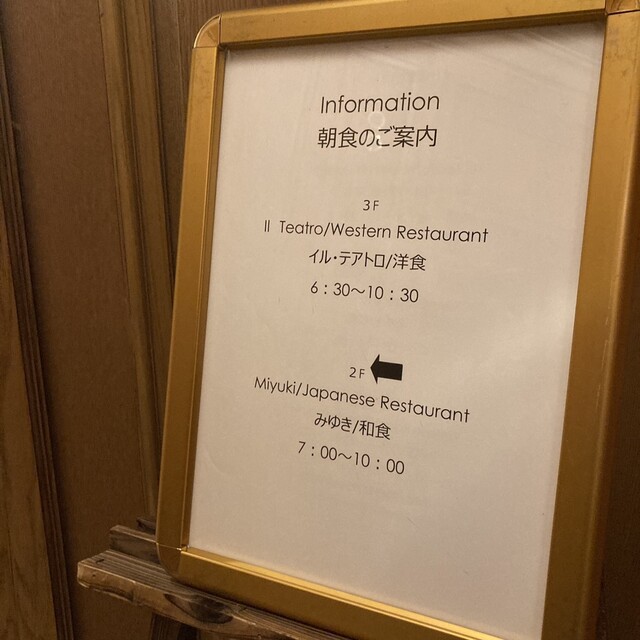 Information
朝食のご案内
3F
Il Teatro/Western Restaurant
イル・テアトロ/洋食
6：30～10：30
2F
Miyuki/Japanese Restaurant
みゆき/和食
7：00～10：00